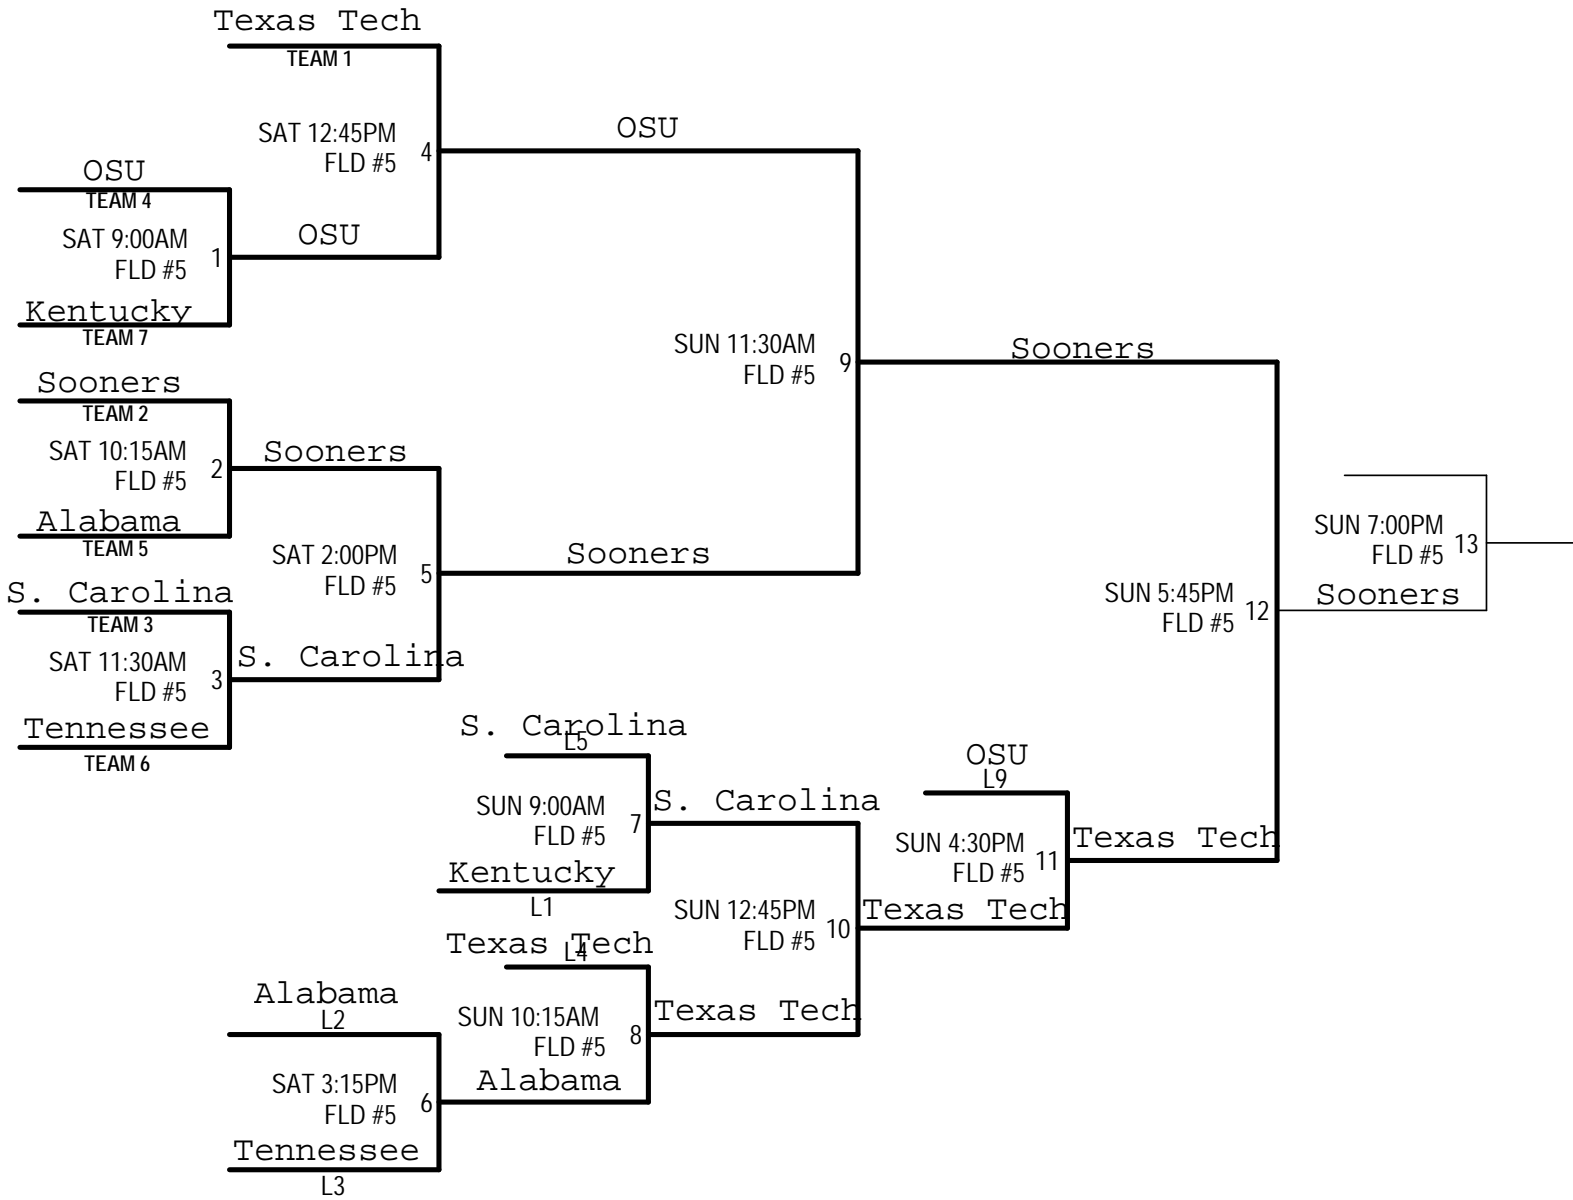 Texas Tech
TEAM 1
SAT 12:45PM
FLD #5
4
OSU
OSU
TEAM 4
SAT 9:00AM
FLD #5
1
OSU
Kentucky
TEAM 7
SUN 11:30AM
FLD #5
9
Sooners
Sooners
TEAM 2
SAT 10:15AM
FLD #5
2
Sooners
Alabama
TEAM 5
SAT 2:00PM
FLD #5
5
Sooners
SUN 7:00PM
FLD #5
13
S. Carolina
TEAM 3
SAT 11:30AM
FLD #5
3
S. Carolina
Tennessee
TEAM 6
SUN 5:45PM
FLD #5
12
Sooners
S. Carolina
L5
SUN 9:00AM
FLD #5
7
S. Carolina
Kentucky
L1
OSU
L9
SUN 4:30PM
FLD #5
11
Texas Tech
SUN 12:45PM
FLD #5
10
Texas Tech
Texas Tech
L4
SUN 10:15AM
FLD #5
8
Texas Tech
Alabama
L2
SAT 3:15PM
FLD #5
6
Alabama
Tennessee
L3